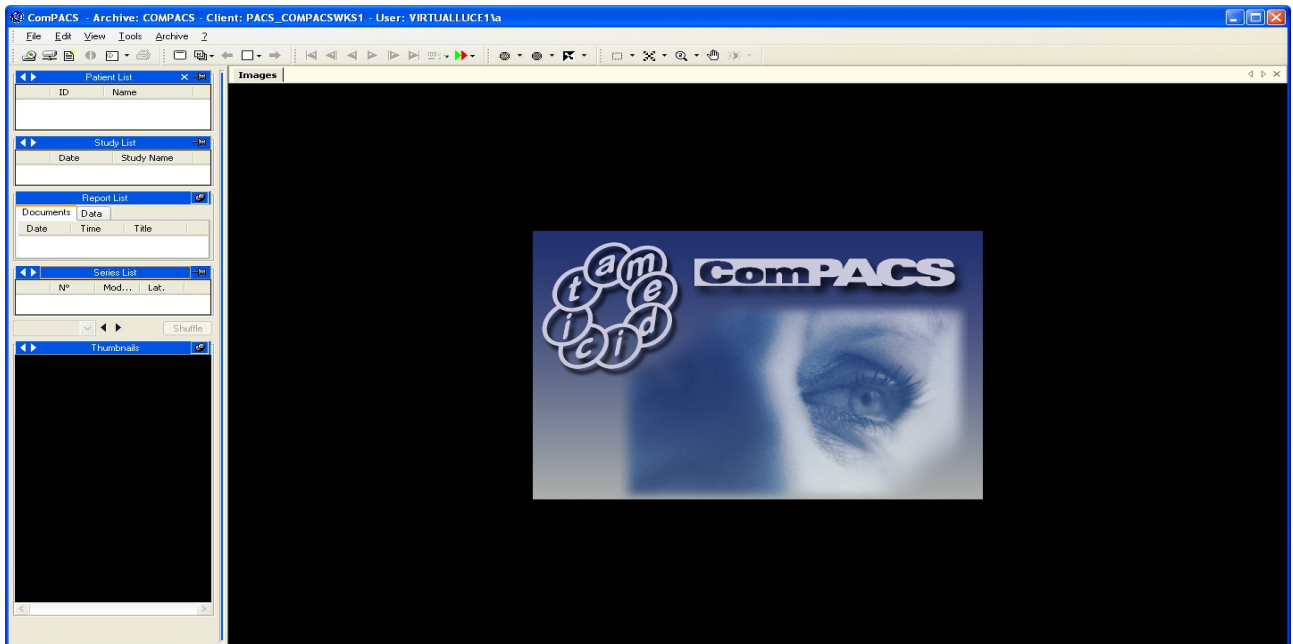 ComPACS - Archive: COMPACS - Client: PACS_COMPACSWKS1 - User: VIRTUALLUCE1\a
File Edit View Tools Archive ?
Patient List
ID Name
Study List
Date Study Name
Report List
Documents Data
Date Time Title
Series List
N° Mod... Lat.
Shuffle
Thumbnails
Images
ComPACS
amedicit